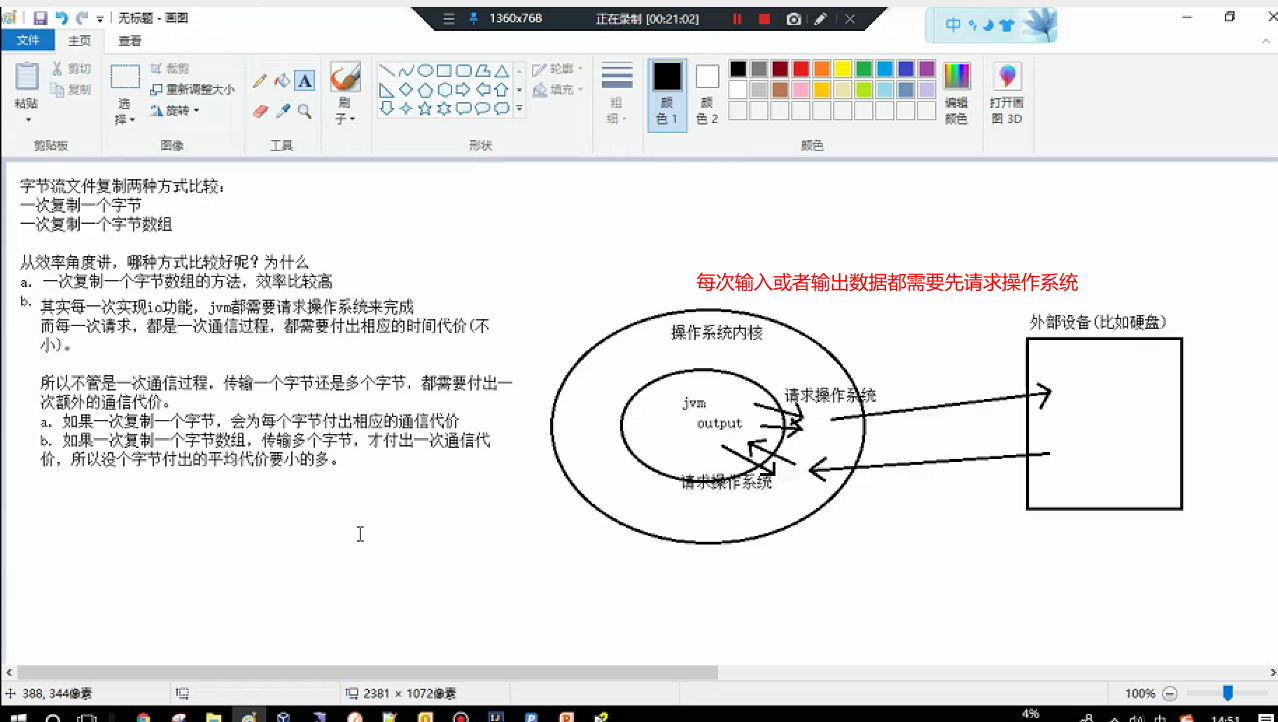 无标题 - 画图
1360x768
正在录制 [00:21:02]
中
文件
主页
查看
粘贴
剪切
复制
剪贴板
选择
裁剪
重新调整大小
旋转
图像
A
工具
刷子
形状
轮廓
填充
粗细
颜色 1
颜色 2
颜色
编辑颜色
打开画图 3D
字节流文件复制两种方式比较:
一次复制一个字节
一次复制一个字节数组
从效率角度讲，哪种方式比较好呢？为什么
a. 一次复制一个字节数组的方法，效率比较高
b. 其实每一次实现io功能，jvm都需要请求操作系统来完成
而每一次请求，都是一次通信过程，都需要付出相应的时间代价(不
小)。
所以不管是一次通信过程，传输一个字节还是多个字节，都需要付出一
次额外的通信代价。
a. 如果一次复制一个字节，会为每个字节付出相应的通信代价
b. 如果一次复制一个字节数组，传输多个字节，才付出一次通信代
价，所以没个字节付出的平均代价要小的多。
每次输入或者输出数据都需要先请求操作系统
操作系统内核
外部设备(比如硬盘)
jvm
请求操作系统
output
请求操作系统
388, 344像素
2381 × 1072像素
100%
4%
中
14:51